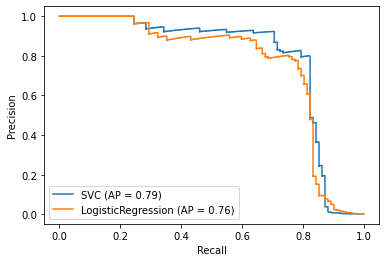 1.0
0.8
0.6
0.4
0.2
0.0
Precision
SVC (AP = 0.79)
LogisticRegression (AP = 0.76)
0.0 0.2 0.4 0.6 0.8 1.0
Recall